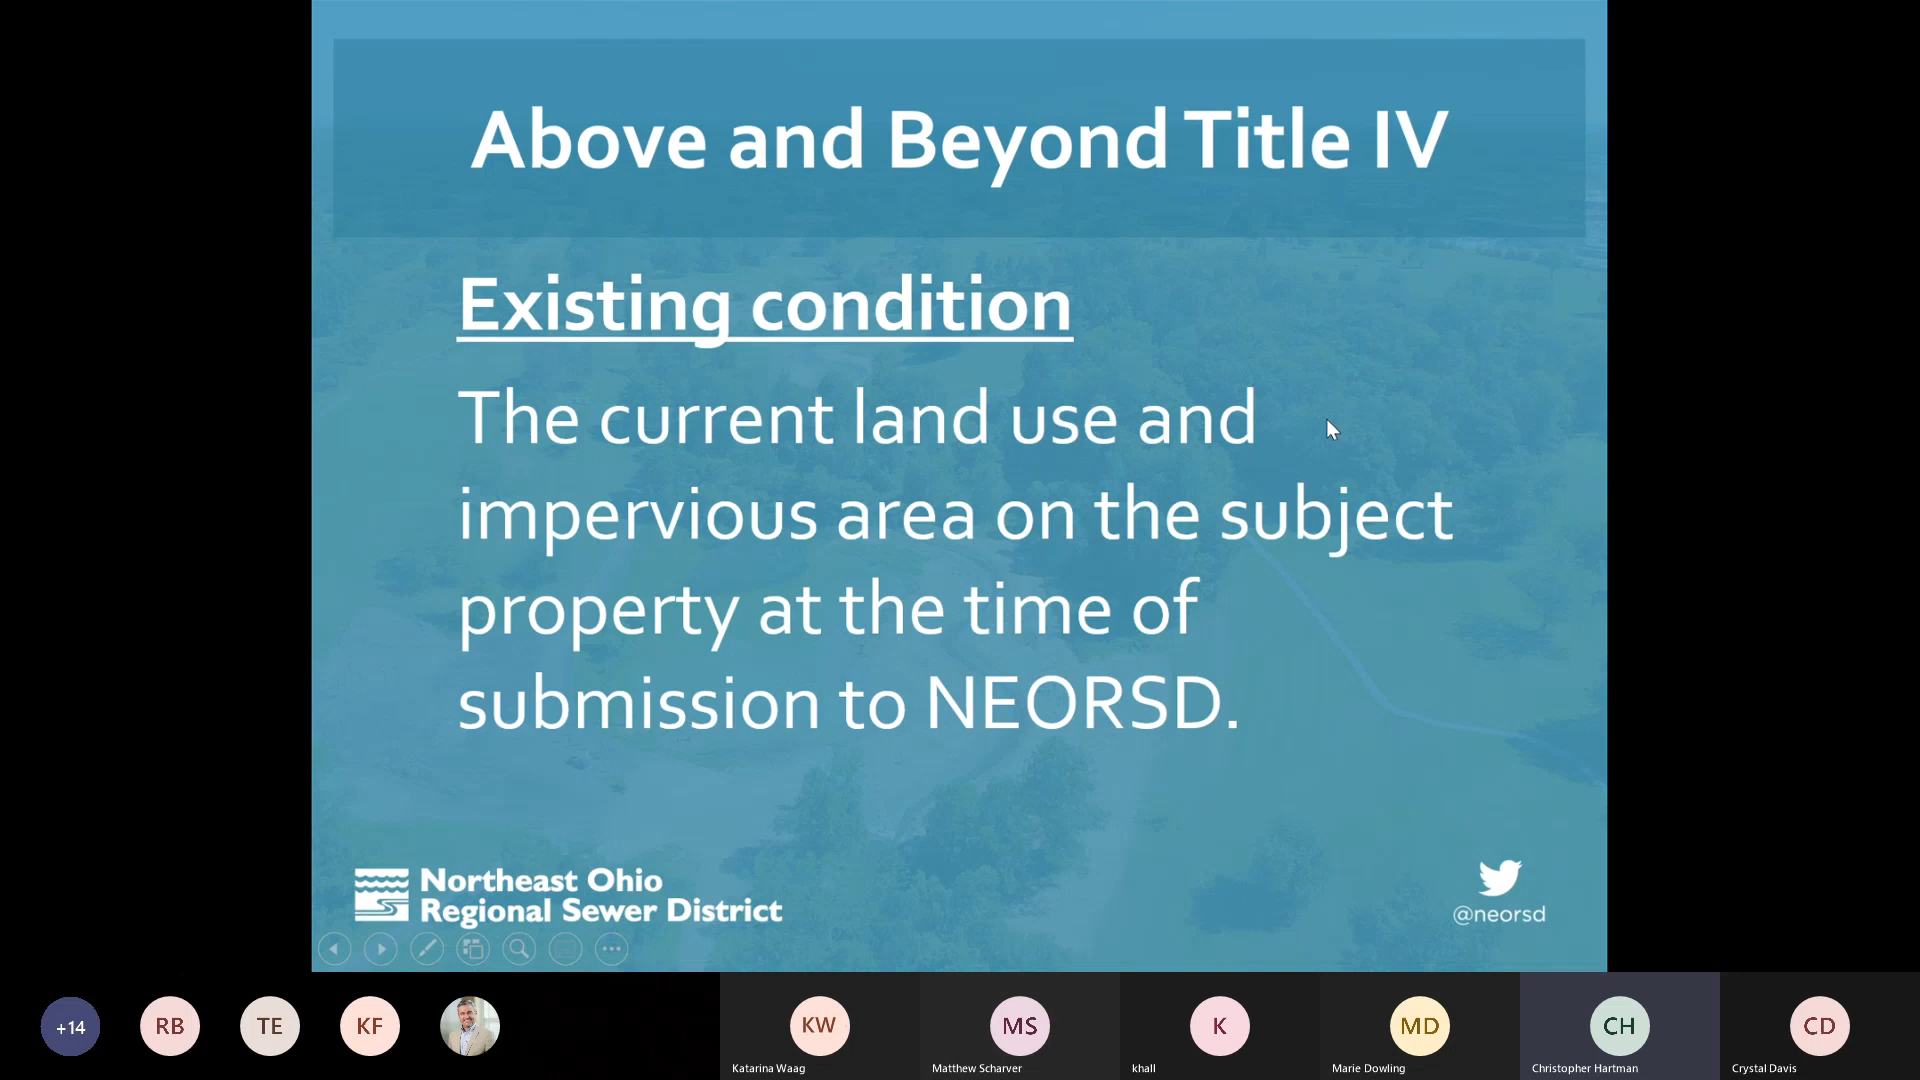 Above and Beyond Title IV
Existing condition
The current land use and
impervious area on the subject
property at the time of
submission to NEORSD.
Northeast Ohio
Regional Sewer District
@neorsd
+14
RB
TE
KF
KW
MS
K
MD
CH
CD
Katarina Waag
Matthew Scharver
khall
Marie Dowling
Christopher Hartman
Crystal Davis